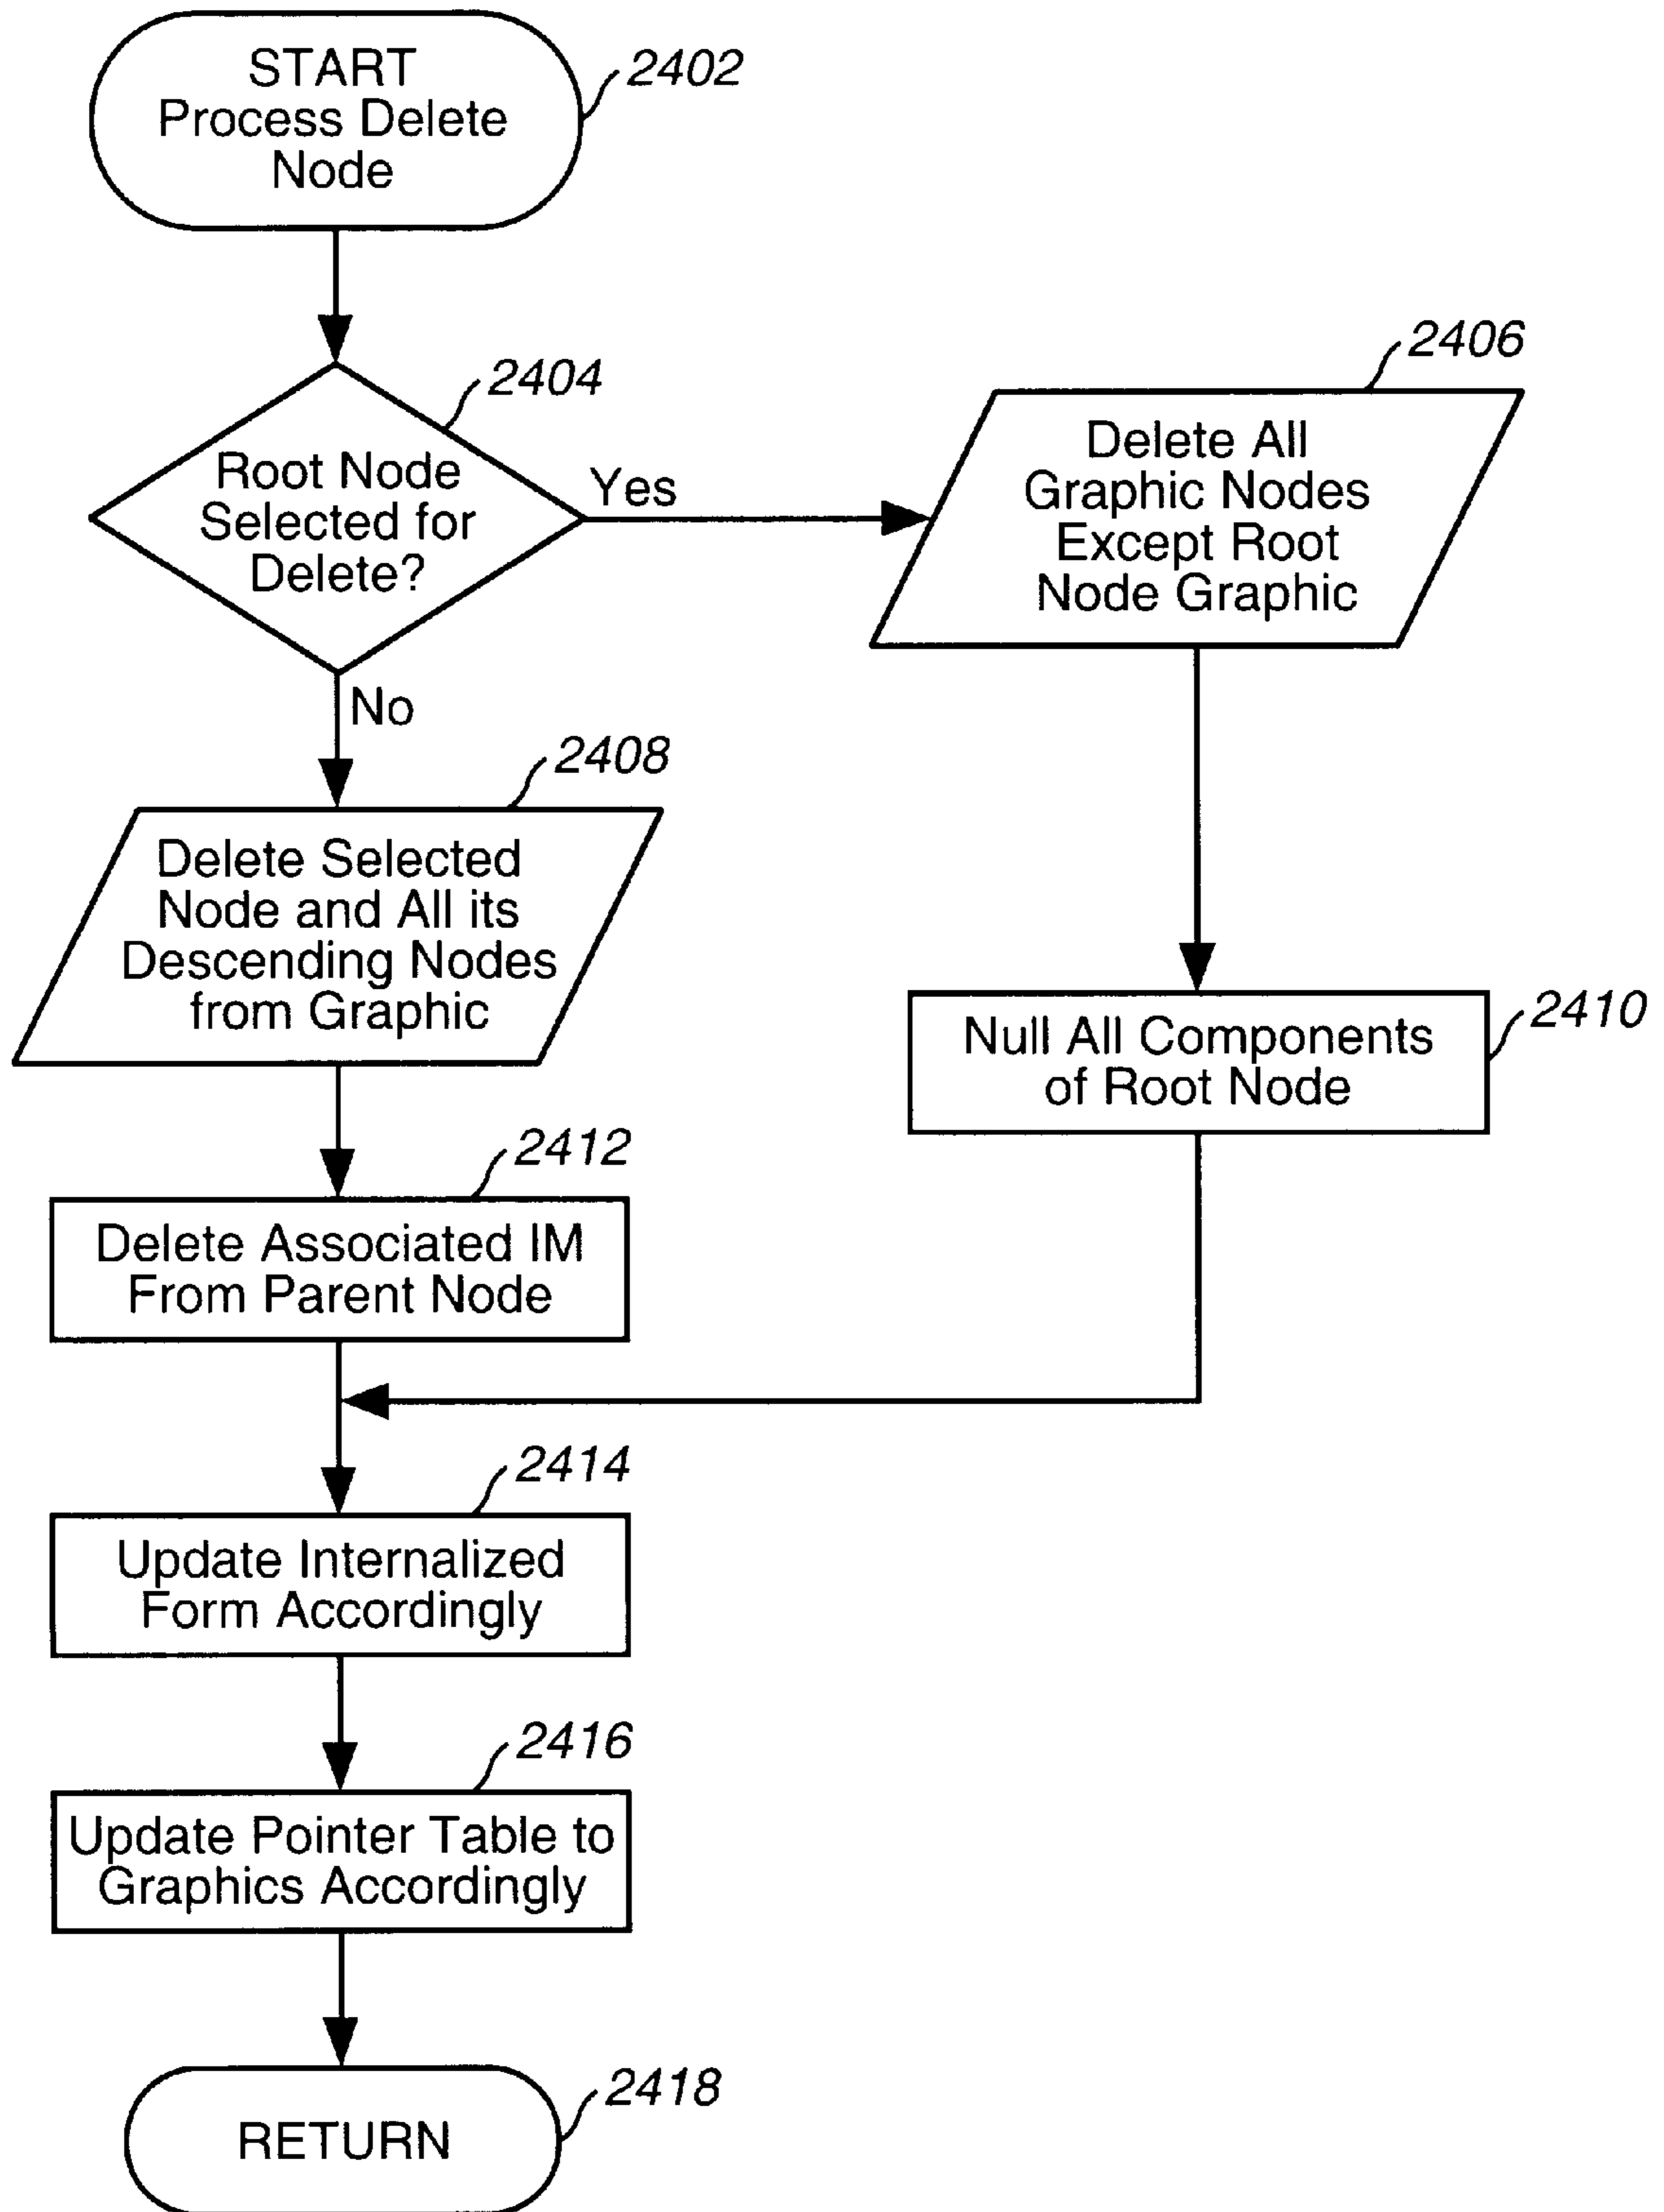 START
Process Delete
Node
2402
2404
Root Node
Selected for
Delete?
Yes
No
2406
Delete All
Graphic Nodes
Except Root
Node Graphic
2408
Delete Selected
Node and All its
Descending Nodes
from Graphic
2410
Null All Components
of Root Node
2412
Delete Associated IM
From Parent Node
2414
Update Internalized
Form Accordingly
2416
Update Pointer Table to
Graphics Accordingly
2418
RETURN